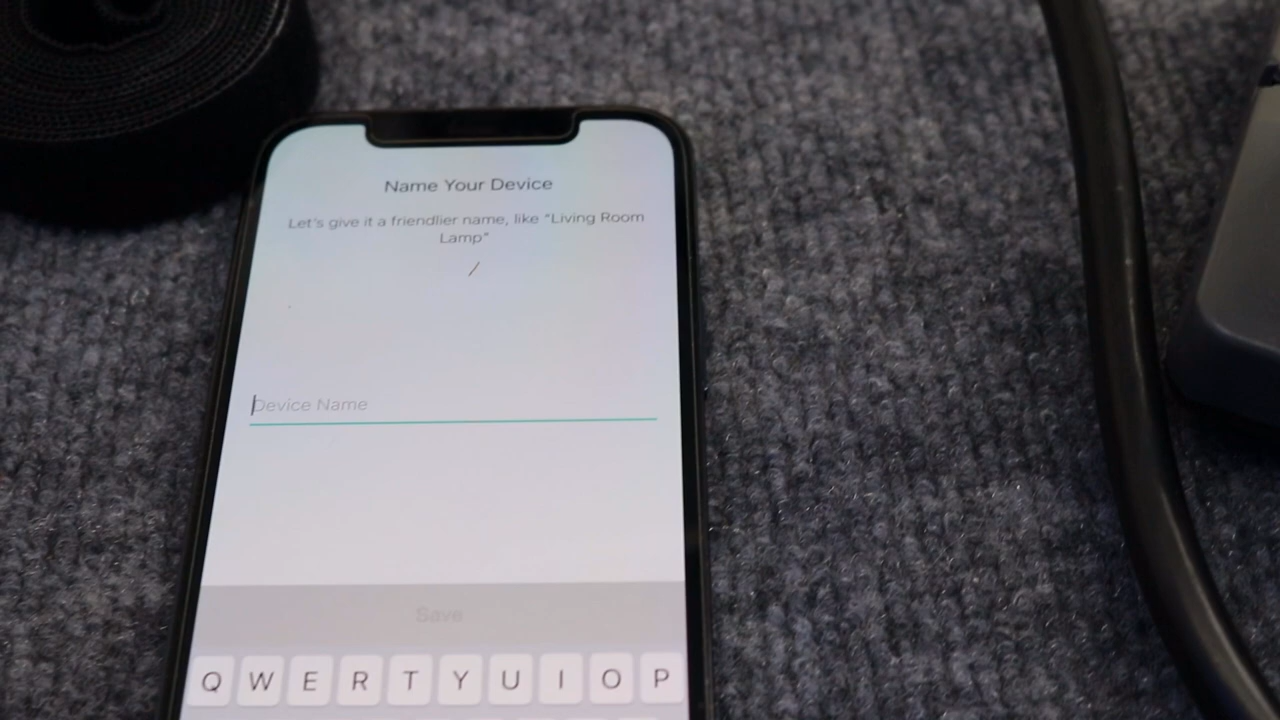 Name Your Device
Let's give it a friendlier name, like "Living Room
Lamp"
Device Name
Save
Q W E R T Y U I O P